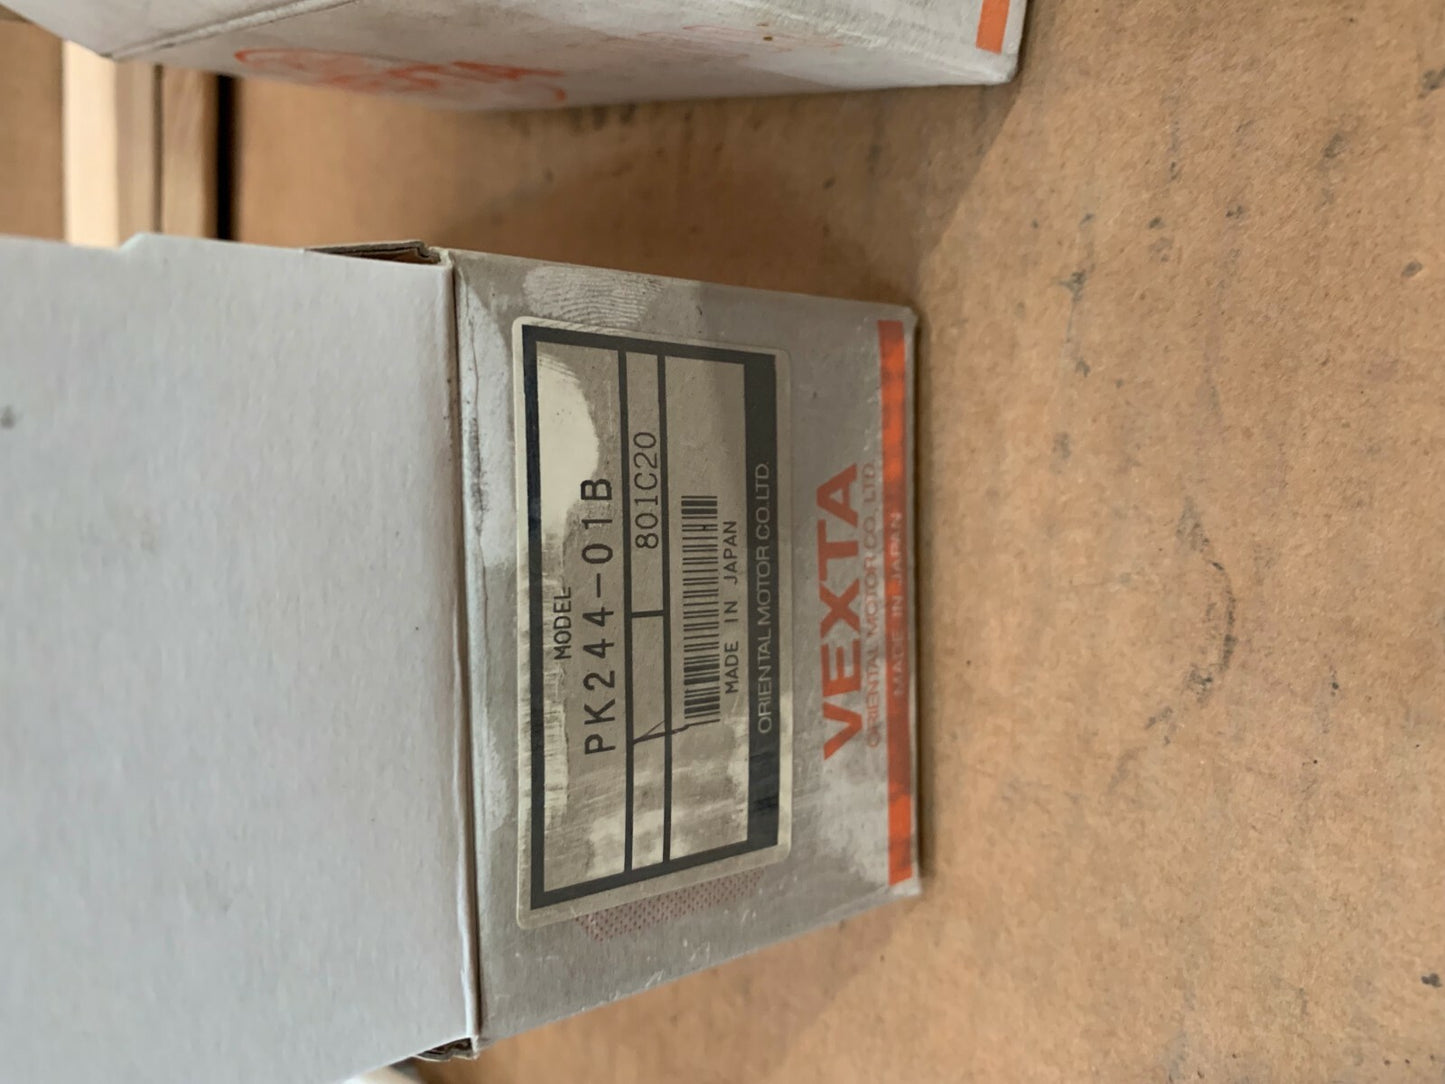 MODEL
PK244-01B
801C20
MADE IN JAPAN
ORIENTAL MOTOR CO.LTD.
VEXTA
ORIENTAL MOTOR CO., LTD.
MADE IN JAPAN